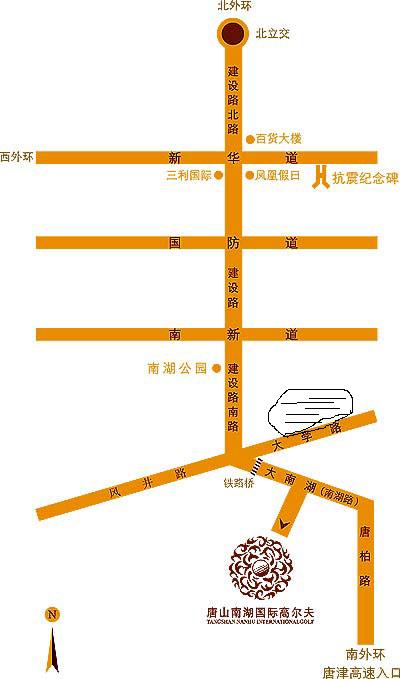 北外环
北立交
建设路北路
百货大楼
西外环
新华道
三利国际
凤凰假日
抗震纪念碑
国防道
建设路
南新道
南湖公园
建设路南路
大学路
风井路
铁路桥
大南湖(南湖路)
唐柏路
唐山南湖国际高尔夫
TANGSHAN NANHU INTERNATIONAL GOLF
N
南外环
唐津高速入口